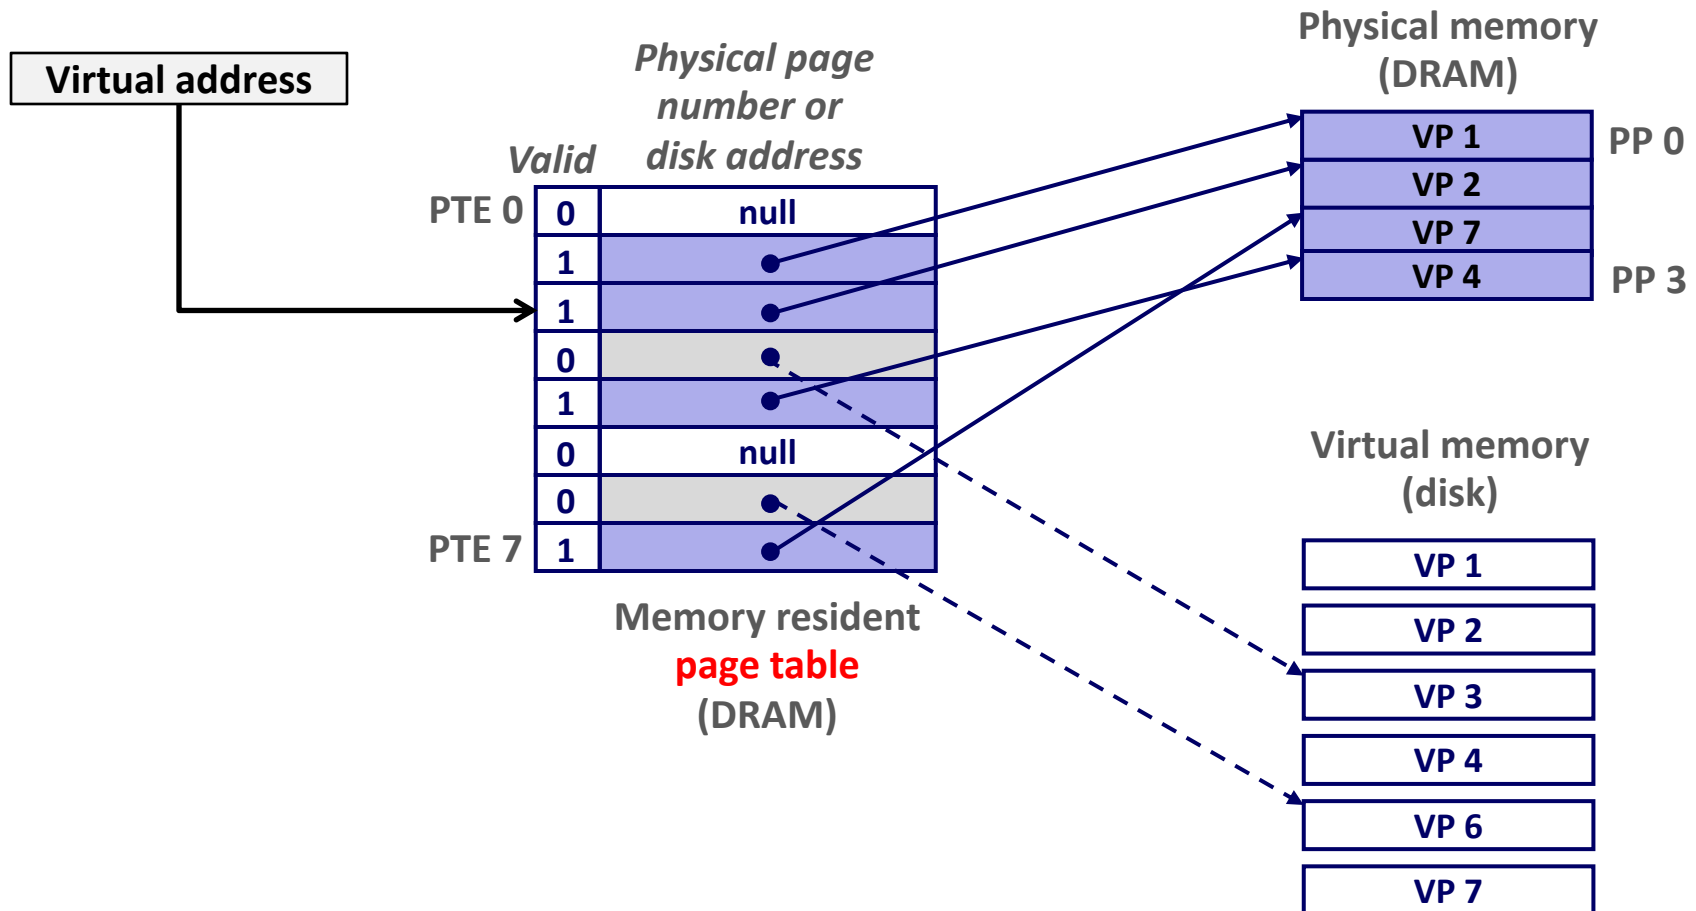 Virtual address
Physical page
number or
disk address
Valid
PTE 0
0
null
1
1
0
1
0
null
0
PTE 7
1
Memory resident
page table
(DRAM)
Physical memory
(DRAM)
VP 1
PP 0
VP 2
VP 7
VP 4
PP 3
Virtual memory
(disk)
VP 1
VP 2
VP 3
VP 4
VP 6
VP 7